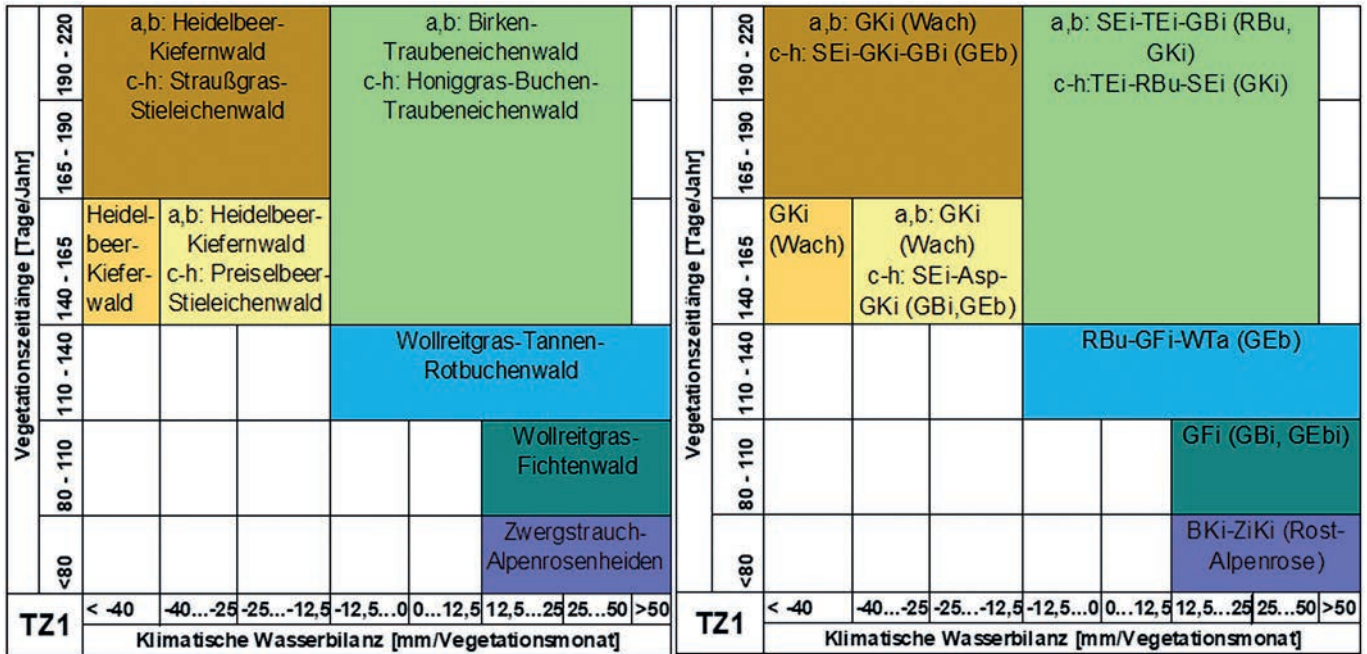 Vegetationszeitlänge [Tage/Jahr]
190 - 220
165 - 190
140 - 165
110 - 140
80 - 110
<80
a,b: Heidelbeer-
Kiefernwald
c-h: Straußgras-
Stieleichenwald
a,b: Birken-
Traubeneichenwald
c-h: Honiggras-Buchen-
Traubeneichenwald
Heidel-
beer-
Kiefer-
wald
a,b: Heidelbeer-
Kiefernwald
c-h: Preiselbeer-
Stieleichenwald
Wollreitgras-Tannen-
Rotbuchenwald
Wollreitgras-
Fichtenwald
Zwergstrauch-
Alpenrosenheiden
TZ1
< -40 -40...-25 -25...-12,5 -12,5...0 0...12,5 12,5...25 25...50 >50
Klimatische Wasserbilanz [mm/Vegetationsmonat]
Vegetationszeitlänge [Tage/Jahr]
190 - 220
165 - 190
140 - 165
110 - 140
80 - 110
<80
a,b: GKi (Wach)
c-h: SEi-GKi-GBi (GEb)
a,b: SEi-TEi-GBi (RBu,
GKi)
c-h:TEi-RBu-SEi (GKi)
GKi
(Wach)
a,b: GKi
(Wach)
c-h: SEi-Asp-
GKi (GBi,GEb)
RBu-GFi-WTa (GEb)
GFi (GBi, GEbi)
BKi-ZiKi (Rost-
Alpenrose)
TZ1
< -40 -40...-25 -25...-12,5 -12,5...0 0...12,5 12,5...25 25...50 >50
Klimatische Wasserbilanz [mm/Vegetationsmonat]